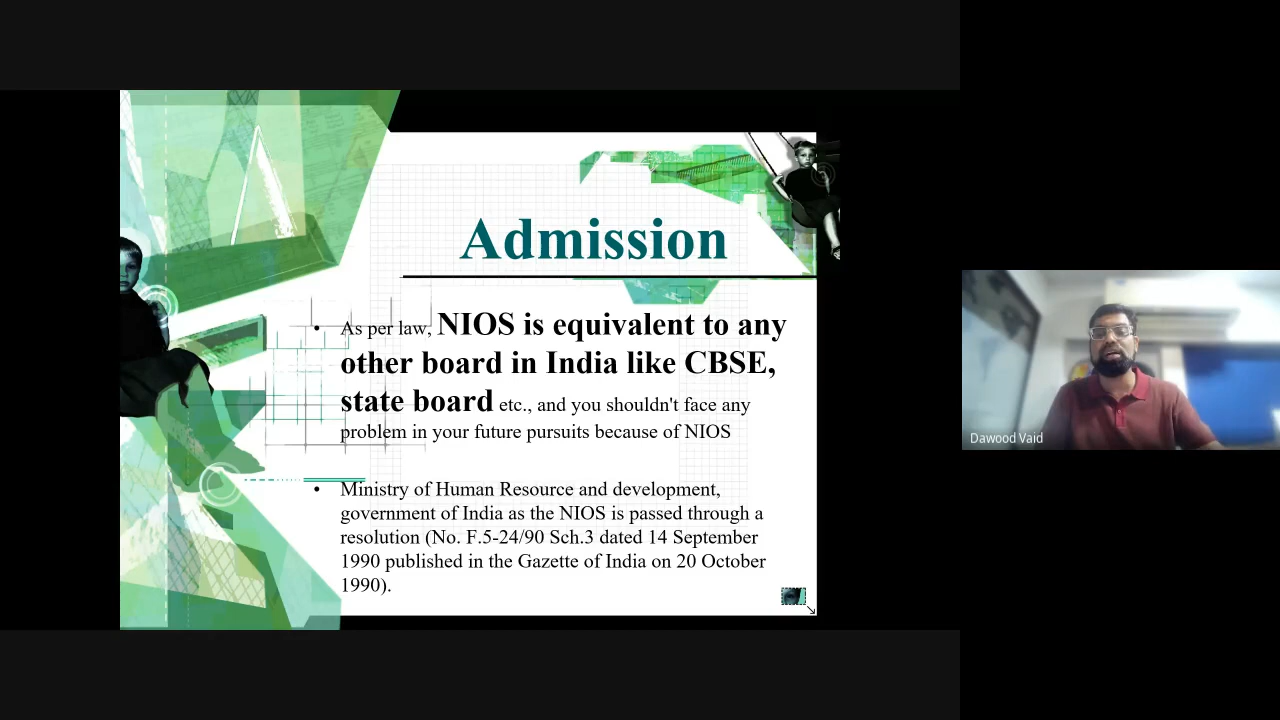 Admission
• As per law, NIOS is equivalent to any
other board in India like CBSE,
state board etc., and you shouldn't face any
problem in your future pursuits because of NIOS
• Ministry of Human Resource and development,
government of India as the NIOS is passed through a
resolution (No. F.5-24/90 Sch.3 dated 14 September
1990 published in the Gazette of India on 20 October
1990).
Dawood Vaid